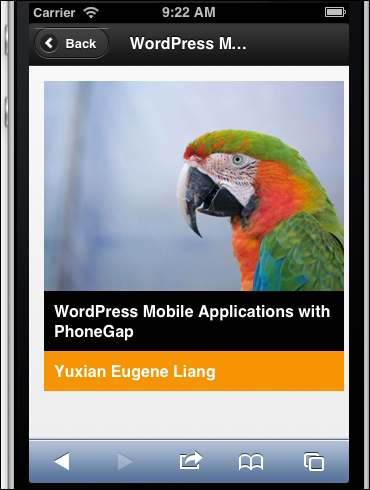 Carrier 9:22 AM
Back WordPress M...
WordPress Mobile Applications with
PhoneGap
Yuxian Eugene Liang